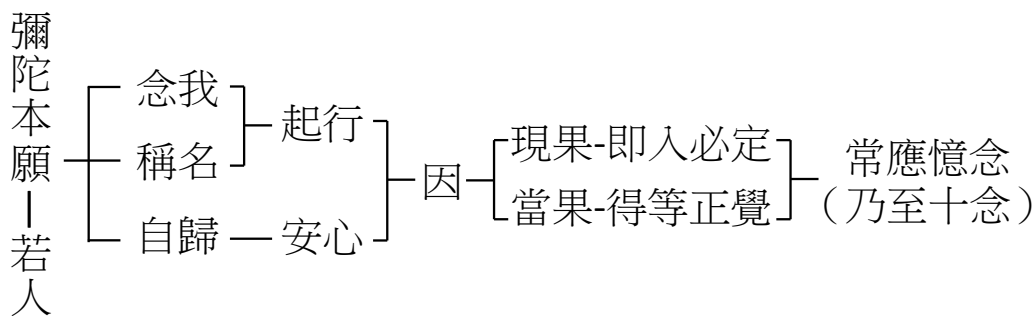 彌陀本願－若人
念我
稱名
自歸
起行
安心
因
現果-即入必定
當果-得等正覺
常應憶念
（乃至十念）